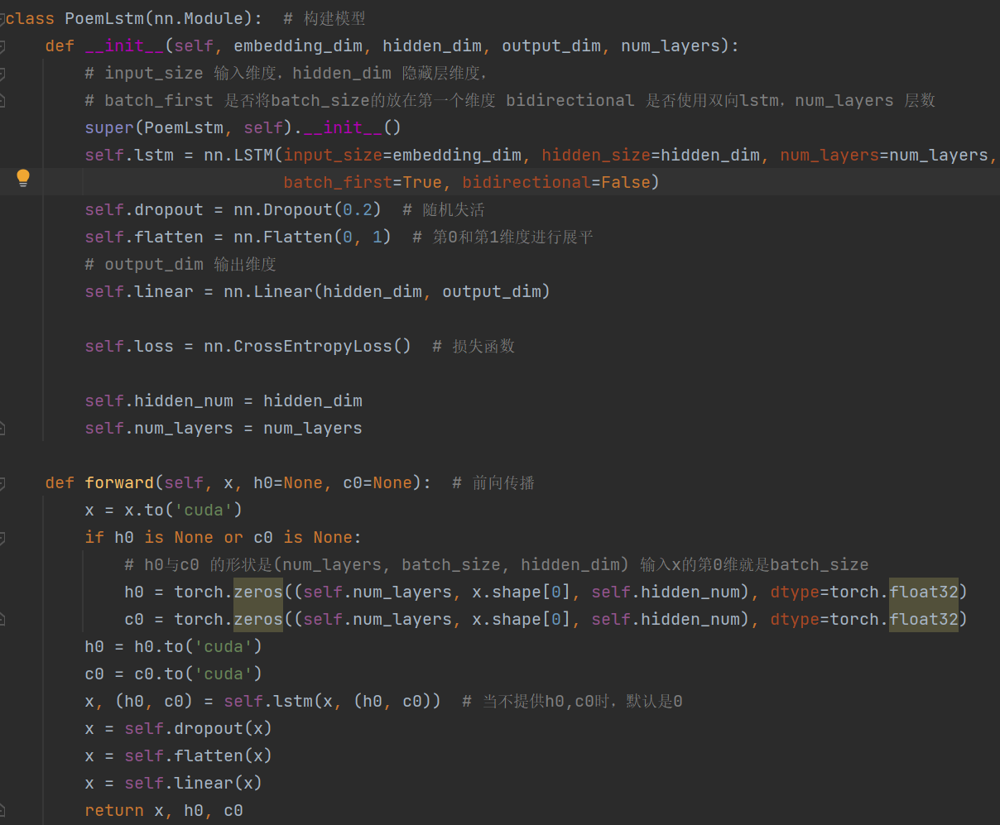 class PoemLstm(nn.Module):  # 构建模型
    def __init__(self, embedding_dim, hidden_dim, output_dim, num_layers):
        # input_size 输入维度，hidden_dim 隐藏层维度，
        # batch_first 是否将batch_size的放在第一个维度 bidirectional 是否使用双向lstm，num_layers 层数
        super(PoemLstm, self).__init__()
        self.lstm = nn.LSTM(input_size=embedding_dim, hidden_size=hidden_dim, num_layers=num_layers,
                            batch_first=True, bidirectional=False)
        self.dropout = nn.Dropout(0.2)  # 随机失活
        self.flatten = nn.Flatten(0, 1)  # 第0和第1维度进行展平
        # output_dim 输出维度
        self.linear = nn.Linear(hidden_dim, output_dim)

        self.loss = nn.CrossEntropyLoss()  # 损失函数

        self.hidden_num = hidden_dim
        self.num_layers = num_layers

    def forward(self, x, h0=None, c0=None):  # 前向传播
        x = x.to('cuda')
        if h0 is None or c0 is None:
            # h0与c0 的形状是(num_layers, batch_size, hidden_dim) 输入x的第0维就是batch_size
            h0 = torch.zeros((self.num_layers, x.shape[0], self.hidden_num), dtype=torch.float32)
            c0 = torch.zeros((self.num_layers, x.shape[0], self.hidden_num), dtype=torch.float32)
        h0 = h0.to('cuda')
        c0 = c0.to('cuda')
        x, (h0, c0) = self.lstm(x, (h0, c0))  # 当不提供h0,c0时，默认是0
        x = self.dropout(x)
        x = self.flatten(x)
        x = self.linear(x)
        return x, h0, c0